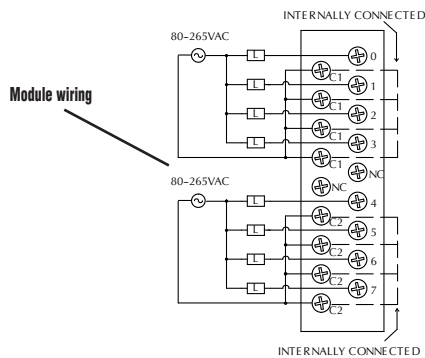 INTERNALLY CONNECTED
80-265VAC
L
0
C1
L
1
C1
L
2
C1
L
3
C1
Module wiring
NC
NC
80-265VAC
L
4
C2
L
5
C2
L
6
C2
L
7
C2
INTERNALLY CONNECTED